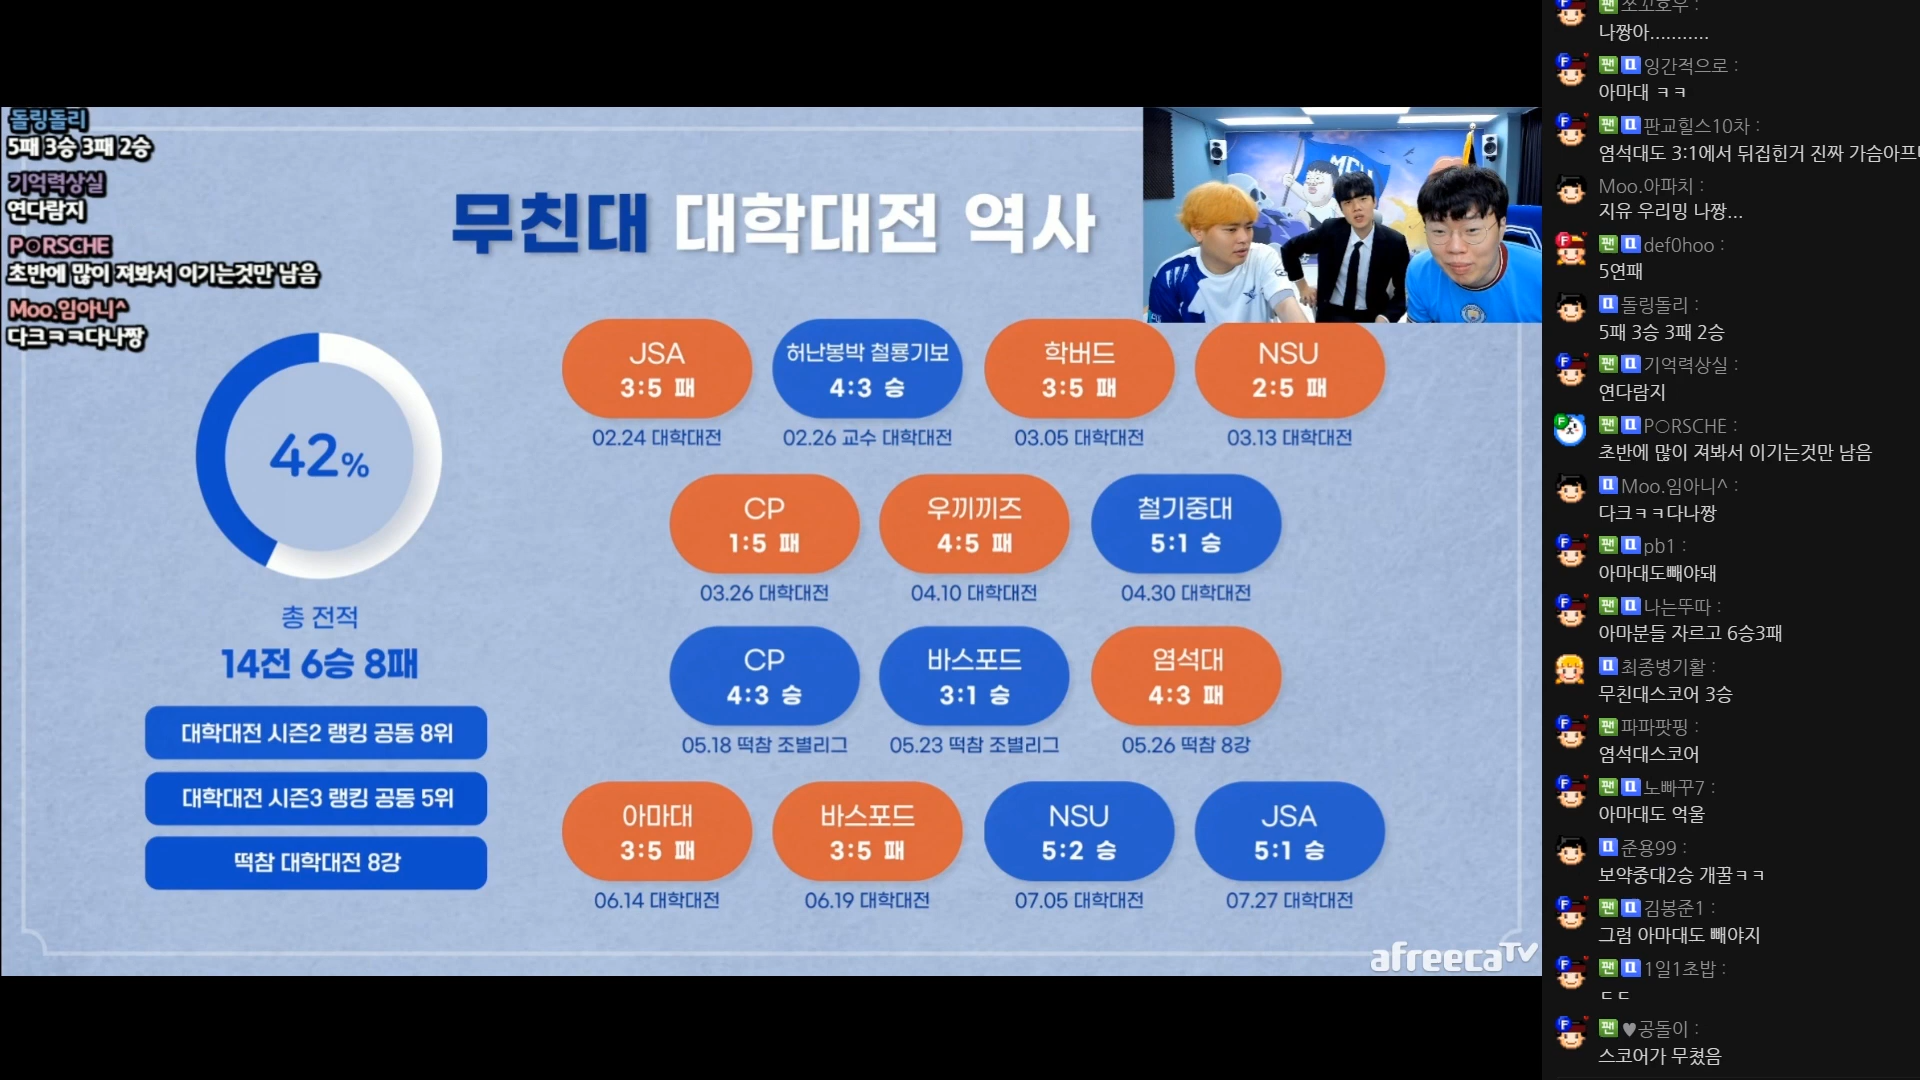 돌링돌리
5패 3승 3패 2승
기억력상실
연다람지
P○RSCHE
초반에 많이 져봐서 이기는것만 남음
Moo.임아니^
다크ㅋㅋ다나짱
무친대 대학대전 역사
MCU
42%
총 전적
14전 6승 8패
대학대전 시즌2 랭킹 공동 8위
대학대전 시즌3 랭킹 공동 5위
떡참 대학대전 8강
JSA
3:5 패
02.24 대학대전
허난봉박 철룡기보
4:3 승
02.26 교수 대학대전
학버드
3:5 패
03.05 대학대전
NSU
2:5 패
03.13 대학대전
CP
1:5 패
03.26 대학대전
우끼끼즈
4:5 패
04.10 대학대전
철기중대
5:1 승
04.30 대학대전
CP
4:3 승
05.18 떡참 조별리그
바스포드
3:1 승
05.23 떡참 조별리그
염석대
4:3 패
05.26 떡참 8강
아마대
3:5 패
06.14 대학대전
바스포드
3:5 패
06.19 대학대전
NSU
5:2 승
07.05 대학대전
JSA
5:1 승
07.27 대학대전
afreecaTV
나짱아...........
팬 잉간적으로 :
아마대 ㅋㅋ
팬 판교힐스10차 :
염석대도 3:1에서 뒤집힌거 진짜 가슴아프
Moo.아파치 :
지유 우리밍 나짱...
팬 def0hoo :
5연패
돌링돌리 :
5패 3승 3패 2승
팬 기억력상실 :
연다람지
팬 P○RSCHE :
초반에 많이 져봐서 이기는것만 남음
Moo.임아니^ :
다크ㅋㅋ다나짱
팬 pb1 :
아마대도빼야돼
팬 나는뚜따 :
아마분들 자르고 6승3패
최종병기활 :
무친대스코어 3승
팬 파파팟핑 :
염석대스코어
팬 노빠꾸7 :
아마대도 억울
준용99 :
보약중대2승 개꿀ㅋㅋ
팬 김봉준1 :
그럼 아마대도 빼야지
팬 1일1초밥 :
ㄷㄷ
팬 ♥공돌이 :
스코어가 무쳤음